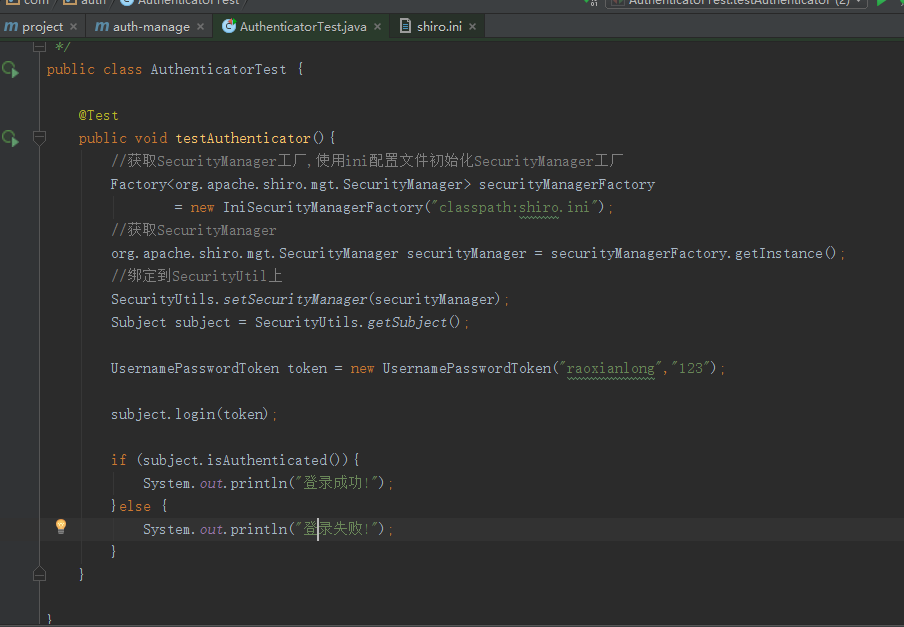 com auth AuthenticatorTest AuthenticatorTest.testAuthenticator (2)
m project × m auth-manage × C AuthenticatorTest.java × shiro.ini ×
*/
public class AuthenticatorTest {
@Test
public void testAuthenticator(){
//获取SecurityManager工厂,使用ini配置文件初始化SecurityManager工厂
Factory<org.apache.shiro.mgt.SecurityManager> securityManagerFactory
= new IniSecurityManagerFactory("classpath:shiro.ini");
//获取SecurityManager
org.apache.shiro.mgt.SecurityManager securityManager = securityManagerFactory.getInstance();
//绑定到SecurityUtil上
SecurityUtils.setSecurityManager(securityManager);
Subject subject = SecurityUtils.getSubject();
UsernamePasswordToken token = new UsernamePasswordToken("raoxianlong","123");
subject.login(token);
if (subject.isAuthenticated()){
System.out.println("登录成功!");
}else {
System.out.println("登录失败!");
}
}
}